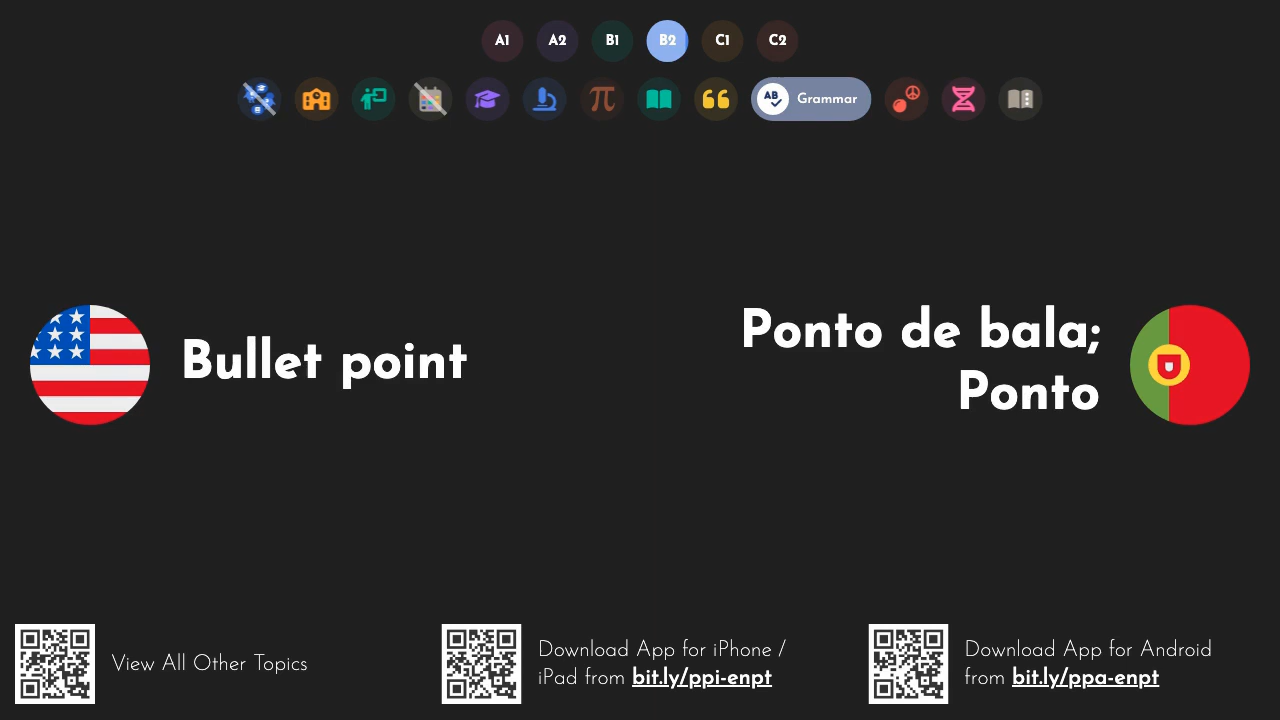 A1 A2 B1 B2 C1 C2
AB Grammar
Bullet point
Ponto de bala;
Ponto
View All Other Topics
Download App for iPhone /
iPad from bit.ly/ppi-enpt
Download App for Android
from bit.ly/ppa-enpt